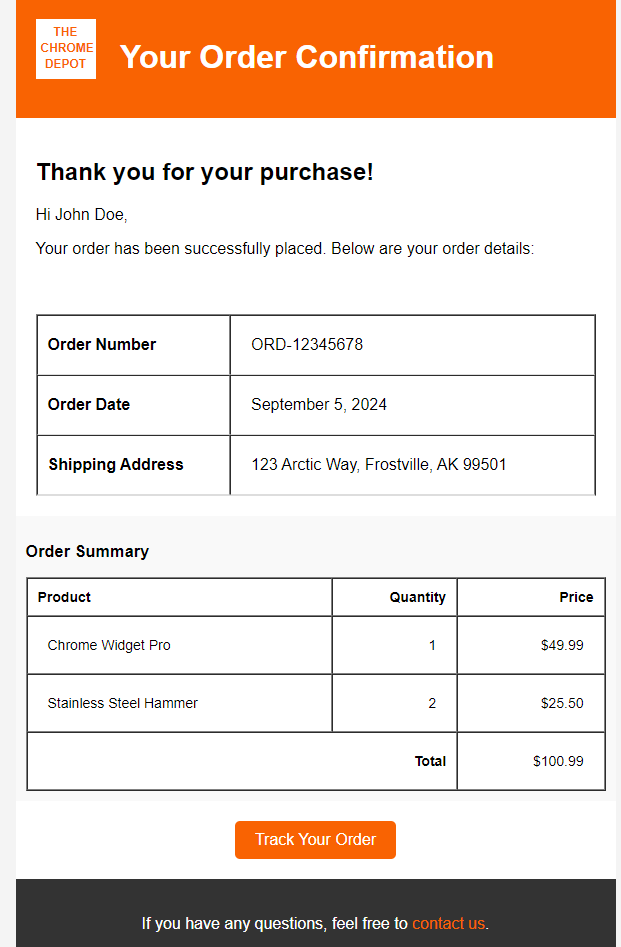 THE
CHROME
DEPOT
Your Order Confirmation
Thank you for your purchase!
Hi John Doe,
Your order has been successfully placed. Below are your order details:
Order Number ORD-12345678
Order Date September 5, 2024
Shipping Address 123 Arctic Way, Frostville, AK 99501
Order Summary
Product Quantity Price
Chrome Widget Pro 1 $49.99
Stainless Steel Hammer 2 $25.50
Total $100.99
Track Your Order
If you have any questions, feel free to contact us.